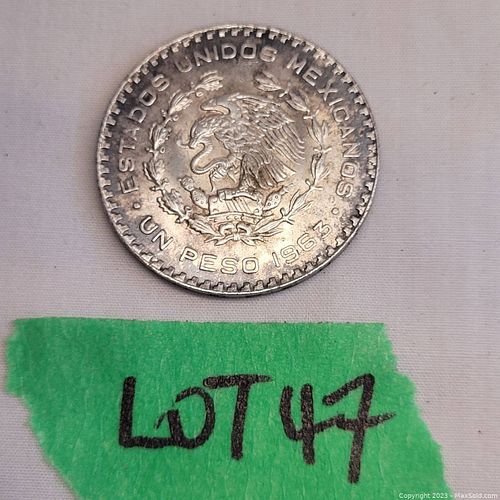 · ESTADOS UNIDOS MEXICANOS ·
UN PESO 1963
LOT 47
Copyright 2023 - MaxSold.com